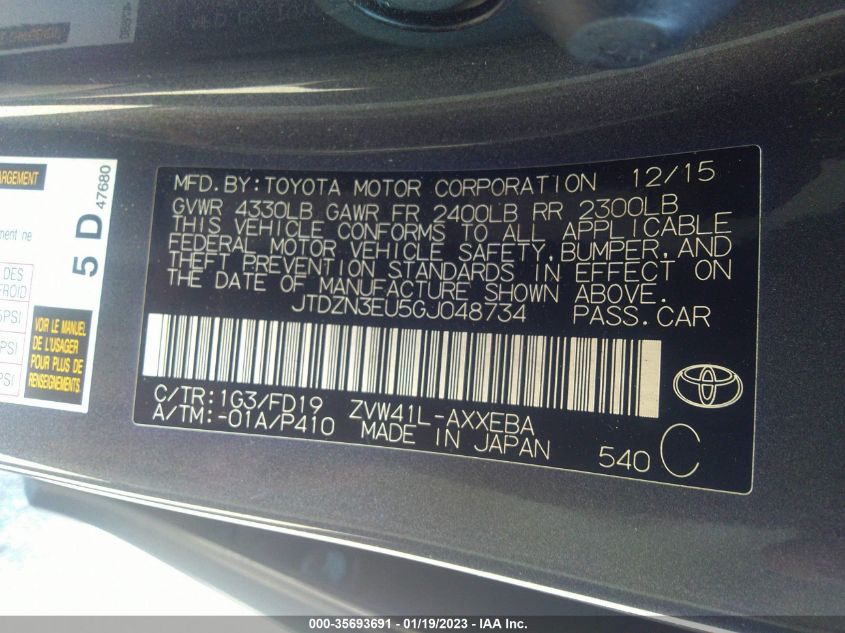 MFD.BY:TOYOTA MOTOR CORPORATION 12/15
GVWR 4330LB GAWR FR 2400LB RR 2300LB
THIS VEHICLE CONFORMS TO ALL APPLICABLE
FEDERAL MOTOR VEHICLE SAFETY, BUMPER, AND
THEFT PREVENTION STANDARDS IN EFFECT ON
THE DATE OF MANUFACTURE SHOWN ABOVE.
JTDZN3EU5GJ048734 PASS.CAR
C/TR:1G3/FD19 ZVW41L-AXXEBA
A/TM:-01A/P410 MADE IN JAPAN
540 C
5 D
47680
ment ne
DES
PSI
PSI
PSI
VOIR LE MANUEL
DE L'USAGER
POUR PLUS DE
RENSEIGNEMENTS
000-35693691 - 01/19/2023 - IAA Inc.